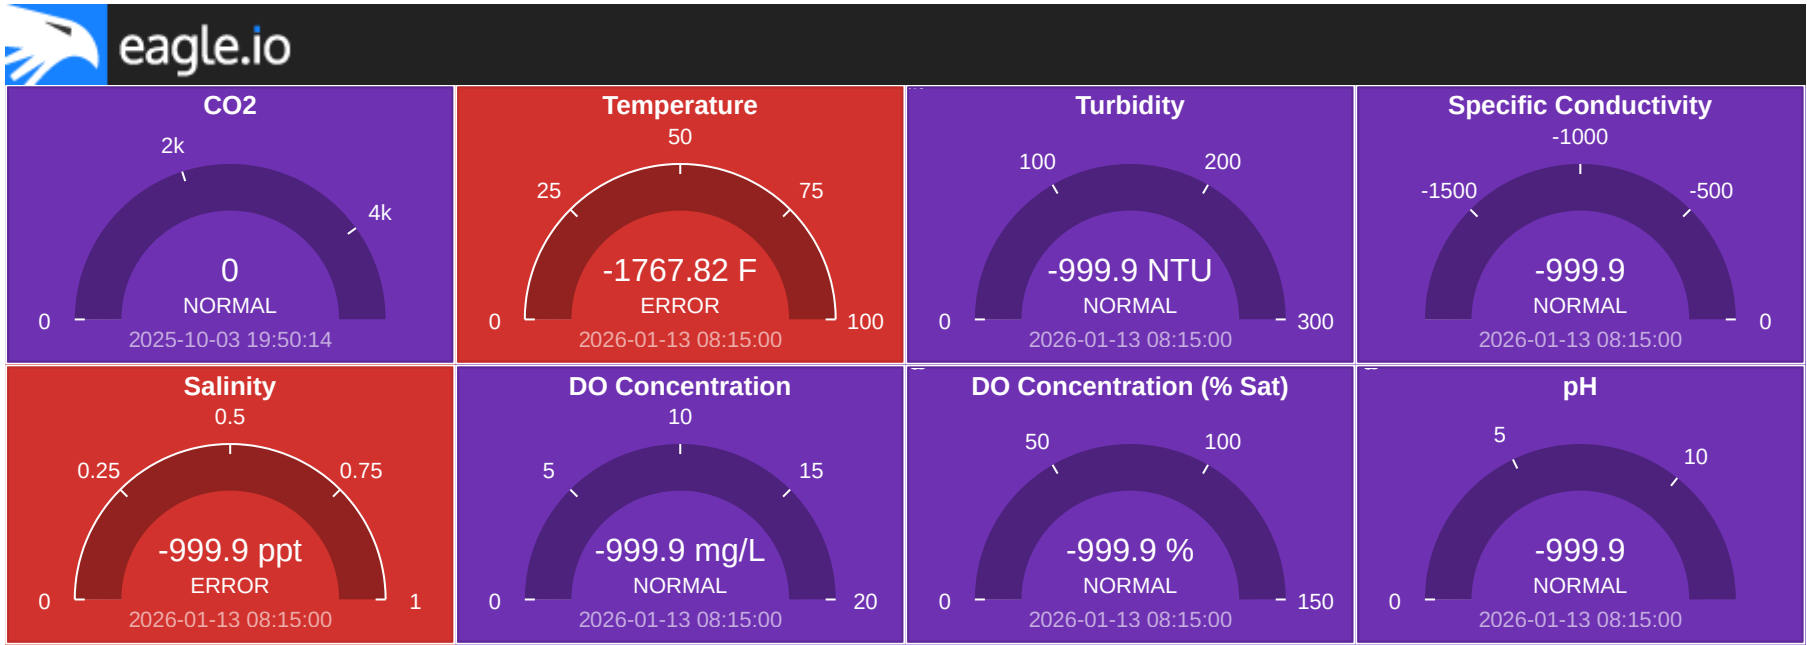 eagle.io
CO2
2k
4k
0
0
NORMAL
2025-10-03 19:50:14
Temperature
50
25
75
-1767.82 F
ERROR
0
100
2026-01-13 08:15:00
Turbidity
100
200
-999.9 NTU
NORMAL
0
300
2026-01-13 08:15:00
Specific Conductivity
-1000
-1500
-500
-999.9
NORMAL
0
2026-01-13 08:15:00
Salinity
0.5
0.25
0.75
-999.9 ppt
ERROR
0
1
2026-01-13 08:15:00
DO Concentration
10
5
15
-999.9 mg/L
NORMAL
0
20
2026-01-13 08:15:00
DO Concentration (% Sat)
50
100
-999.9 %
NORMAL
0
150
2026-01-13 08:15:00
pH
5
10
-999.9
NORMAL
0
2026-01-13 08:15:00